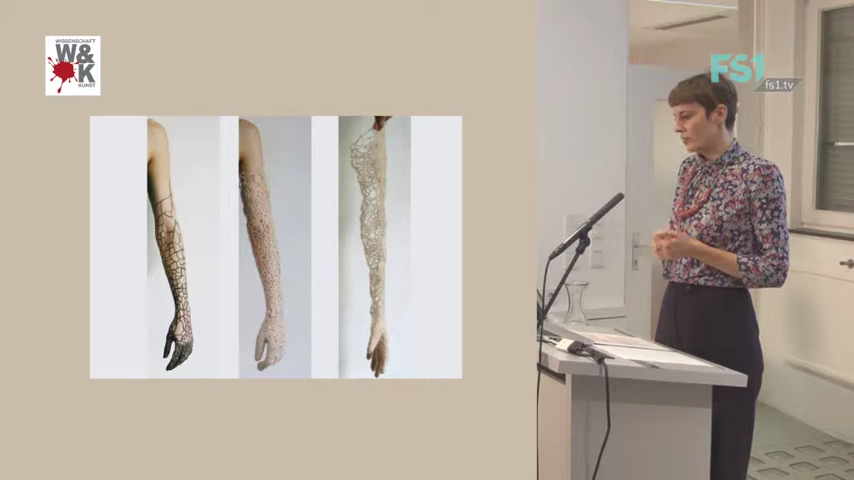 WISSENSCHAFT
W&K
KUNST
FS1
fs1.tv